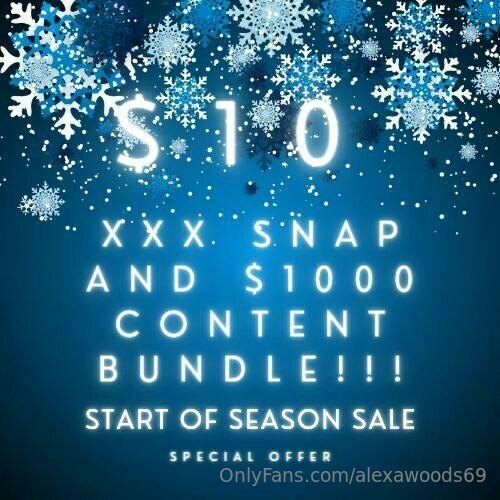 $10
XXX SNAP
AND $1000
CONTENT
BUNDLE!!!
START OF SEASON SALE
SPECIAL OFFER
OnlyFans.com/alexawoods69